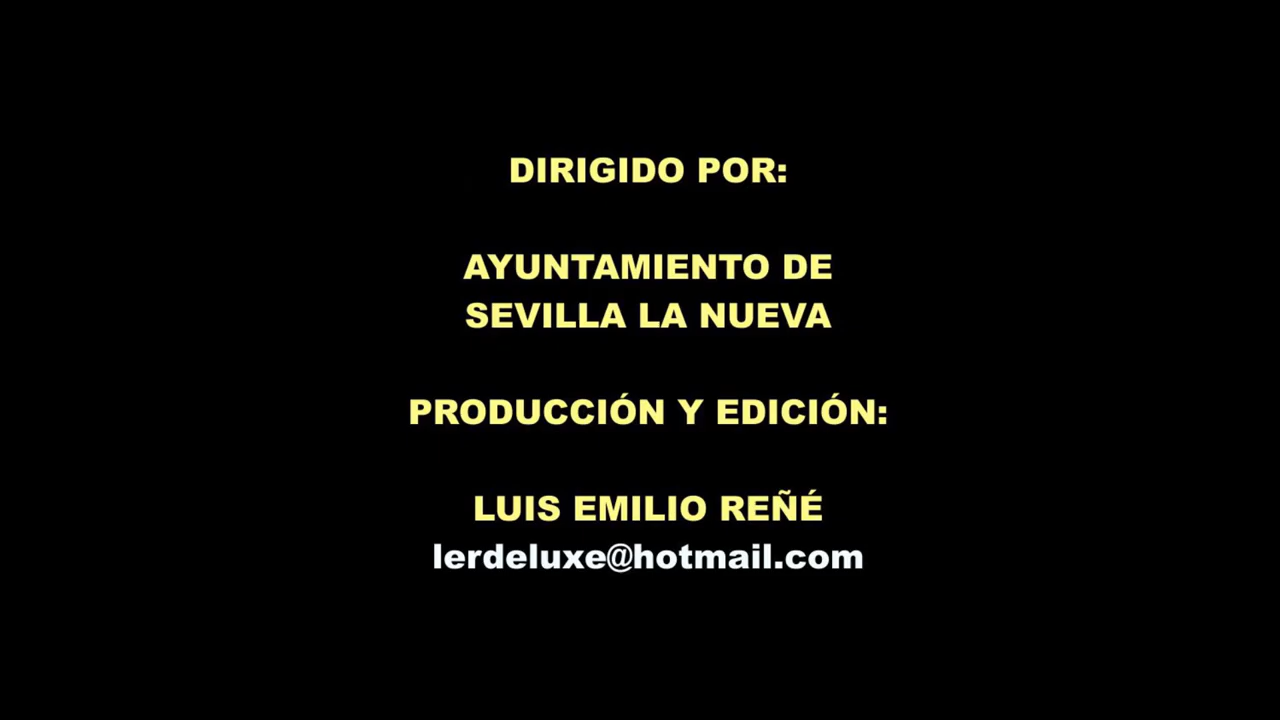 DIRIGIDO POR:
AYUNTAMIENTO DE
SEVILLA LA NUEVA
PRODUCCIÓN Y EDICIÓN:
LUIS EMILIO REÑÉ
lerdeluxe@hotmail.com